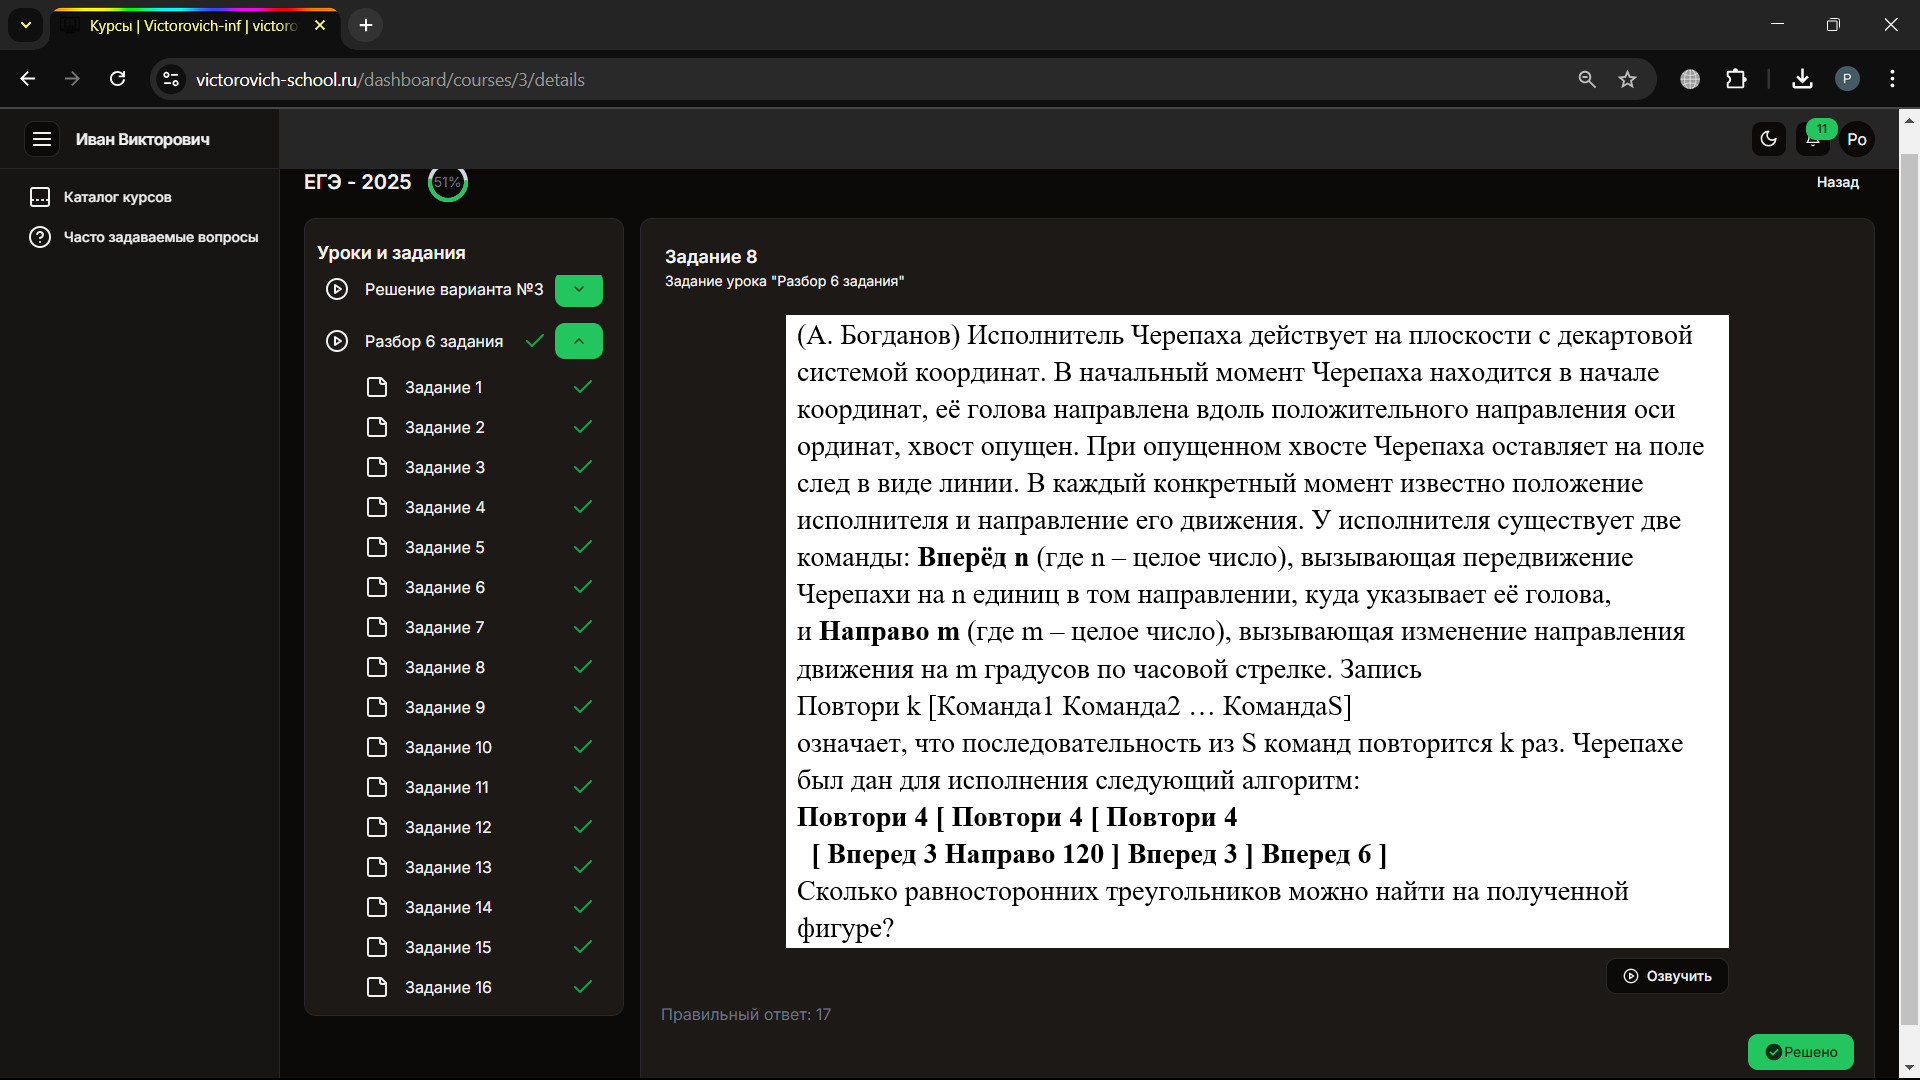 Курсы | Victorovich-inf | victoro
victorovich-school.ru/dashboard/courses/3/details
P
Иван Викторович
11
Po
Каталог курсов
Часто задаваемые вопросы
ЕГЭ - 2025
51%
Назад
Уроки и задания
Решение варианта №3
Разбор 6 задания
Задание 1
Задание 2
Задание 3
Задание 4
Задание 5
Задание 6
Задание 7
Задание 8
Задание 9
Задание 10
Задание 11
Задание 12
Задание 13
Задание 14
Задание 15
Задание 16
Задание 8
Задание урока "Разбор 6 задания"
(А. Богданов) Исполнитель Черепаха действует на плоскости с декартовой
системой координат. В начальный момент Черепаха находится в начале
координат, её голова направлена вдоль положительного направления оси
ординат, хвост опущен. При опущенном хвосте Черепаха оставляет на поле
след в виде линии. В каждый конкретный момент известно положение
исполнителя и направление его движения. У исполнителя существует две
команды: Вперёд n (где n – целое число), вызывающая передвижение
Черепахи на n единиц в том направлении, куда указывает её голова,
и Направо m (где m – целое число), вызывающая изменение направления
движения на m градусов по часовой стрелке. Запись
Повтори k [Команда1 Команда2 … КомандаS]
означает, что последовательность из S команд повторится k раз. Черепахе
был дан для исполнения следующий алгоритм:
Повтори 4 [ Повтори 4 [ Повтори 4
[ Вперед 3 Направо 120 ] Вперед 3 ] Вперед 6 ]
Сколько равносторонних треугольников можно найти на полученной
фигуре?
Озвучить
Правильный ответ: 17
Решено